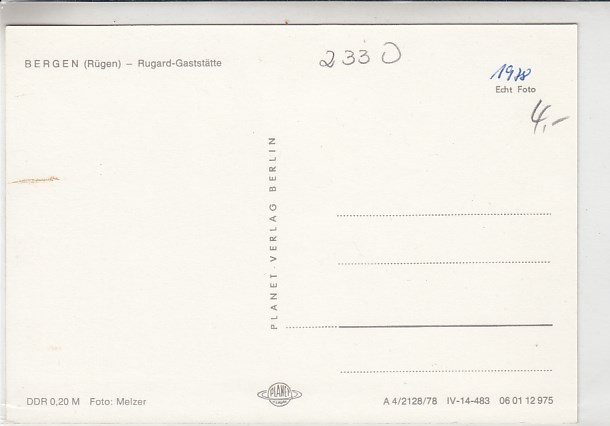 BERGEN (Rügen) – Rugard-Gaststätte
2330
1978
Echt Foto
4,-
PLANET-VERLAG BERLIN
DDR 0,20 M Foto: Melzer
PLANET
A 4/2128/78 IV-14-483 06 01 12 975